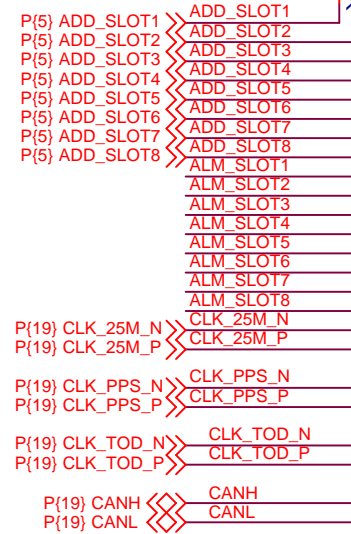 P{5} ADD_SLOT1 ADD_SLOT1
P{5} ADD_SLOT2 ADD_SLOT2
P{5} ADD_SLOT3 ADD_SLOT3
P{5} ADD_SLOT4 ADD_SLOT4
P{5} ADD_SLOT5 ADD_SLOT5
P{5} ADD_SLOT6 ADD_SLOT6
P{5} ADD_SLOT7 ADD_SLOT7
P{5} ADD_SLOT8 ADD_SLOT8
ALM_SLOT1
ALM_SLOT2
ALM_SLOT3
ALM_SLOT4
ALM_SLOT5
ALM_SLOT6
ALM_SLOT7
ALM_SLOT8
P{19} CLK_25M_N CLK_25M_N
P{19} CLK_25M_P CLK_25M_P
P{19} CLK_PPS_N CLK_PPS_N
P{19} CLK_PPS_P CLK_PPS_P
P{19} CLK_TOD_N CLK_TOD_N
P{19} CLK_TOD_P CLK_TOD_P
P{19} CANH CANH
P{19} CANL CANL